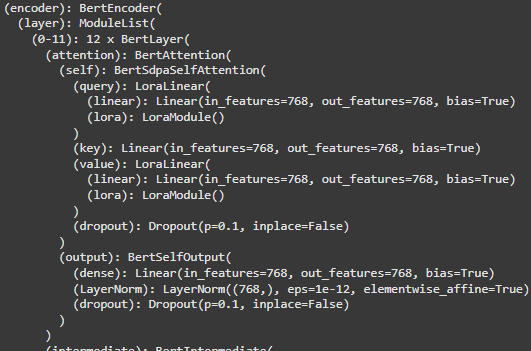 (encoder): BertEncoder(
(layer): ModuleList(
(0-11): 12 x BertLayer(
(attention): BertAttention(
(self): BertSdpaSelfAttention(
(query): LoraLinear(
(linear): Linear(in_features=768, out_features=768, bias=True)
(lora): LoraModule()
)
(key): Linear(in_features=768, out_features=768, bias=True)
(value): LoraLinear(
(linear): Linear(in_features=768, out_features=768, bias=True)
(lora): LoraModule()
)
(dropout): Dropout(p=0.1, inplace=False)
)
(output): BertSelfOutput(
(dense): Linear(in_features=768, out_features=768, bias=True)
(LayerNorm): LayerNorm((768,), eps=1e-12, elementwise_affine=True)
(dropout): Dropout(p=0.1, inplace=False)
)
)
(intermediate): BertIntermediate(